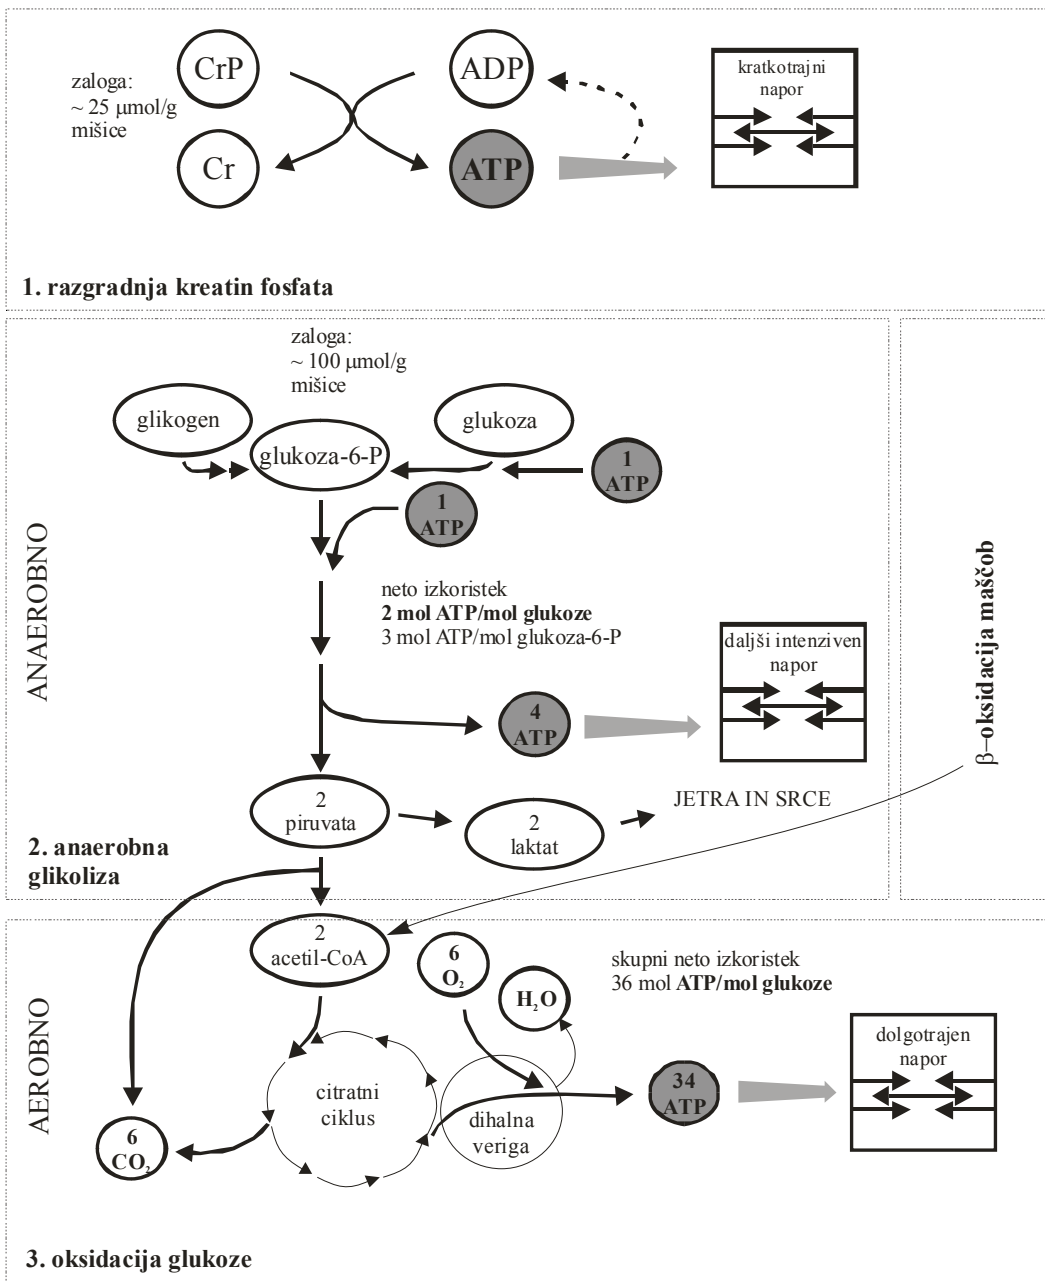 zaloga:
~ 25 μmol/g
mišice
CrP
ADP
Cr
ATP
kratkotrajni
napor
1. razgradnja kreatin fosfata
zaloga:
~ 100 μmol/g
mišice
glikogen
glukoza-6-P
glukoza
1
ATP
1
ATP
ANAEROBNO
neto izkoristek
2 mol ATP/mol glukoze
3 mol ATP/mol glukoza-6-P
daljši intenziven
napor
4
ATP
β–oksidacija maščob
2
piruvata
2
laktat
JETRA IN SRCE
2. anaerobna
glikoliza
2
acetil-CoA
6
O₂
H₂O
skupni neto izkoristek
36 mol ATP/mol glukoze
AEROBNO
citratni
ciklus
dihalna
veriga
34
ATP
dolgotrajen
napor
6
CO₂
3. oksidacija glukoze